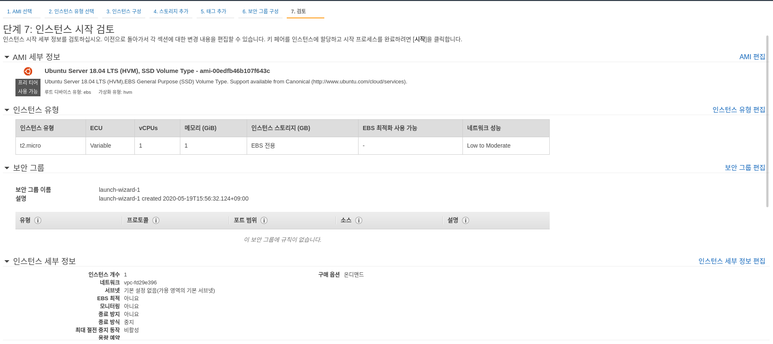 1. AMI 선택 2. 인스턴스 유형 선택 3. 인스턴스 구성 4. 스토리지 추가 5. 태그 추가 6. 보안 그룹 구성 7. 검토
단계 7: 인스턴스 시작 검토
인스턴스 시작 세부 정보를 검토하십시오. 이전으로 돌아가서 각 섹션에 대한 변경 내용을 편집할 수 있습니다. 키 페어를 인스턴스에 할당하고 시작 프로세스를 완료하려면 [시작]을 클릭합니다.
AMI 세부 정보 AMI 편집
Ubuntu Server 18.04 LTS (HVM), SSD Volume Type - ami-00edfb46b107f643c
프리 티어 사용 가능
Ubuntu Server 18.04 LTS (HVM),EBS General Purpose (SSD) Volume Type. Support available from Canonical (http://www.ubuntu.com/cloud/services).
루트 디바이스 유형: ebs 가상화 유형: hvm
인스턴스 유형 인스턴스 유형 편집
인스턴스 유형 ECU vCPUs 메모리 (GiB) 인스턴스 스토리지 (GB) EBS 최적화 사용 가능 네트워크 성능
t2.micro Variable 1 1 EBS 전용 - Low to Moderate
보안 그룹 보안 그룹 편집
보안 그룹 이름 launch-wizard-1
설명 launch-wizard-1 created 2020-05-19T15:56:32.124+09:00
유형 프로토콜 포트 범위 소스 설명
이 보안 그룹에 규칙이 없습니다.
인스턴스 세부 정보 인스턴스 세부 정보 편집
인스턴스 개수 1 구매 옵션 온디맨드
네트워크 vpc-fd29e396
서브넷 기본 설정 없음(가용 영역의 기본 서브넷)
EBS 최적 아니요
모니터링 아니요
종료 방지 아니요
종료 방식 중지
최대 절전 중지 동작 비활성
용량 예약